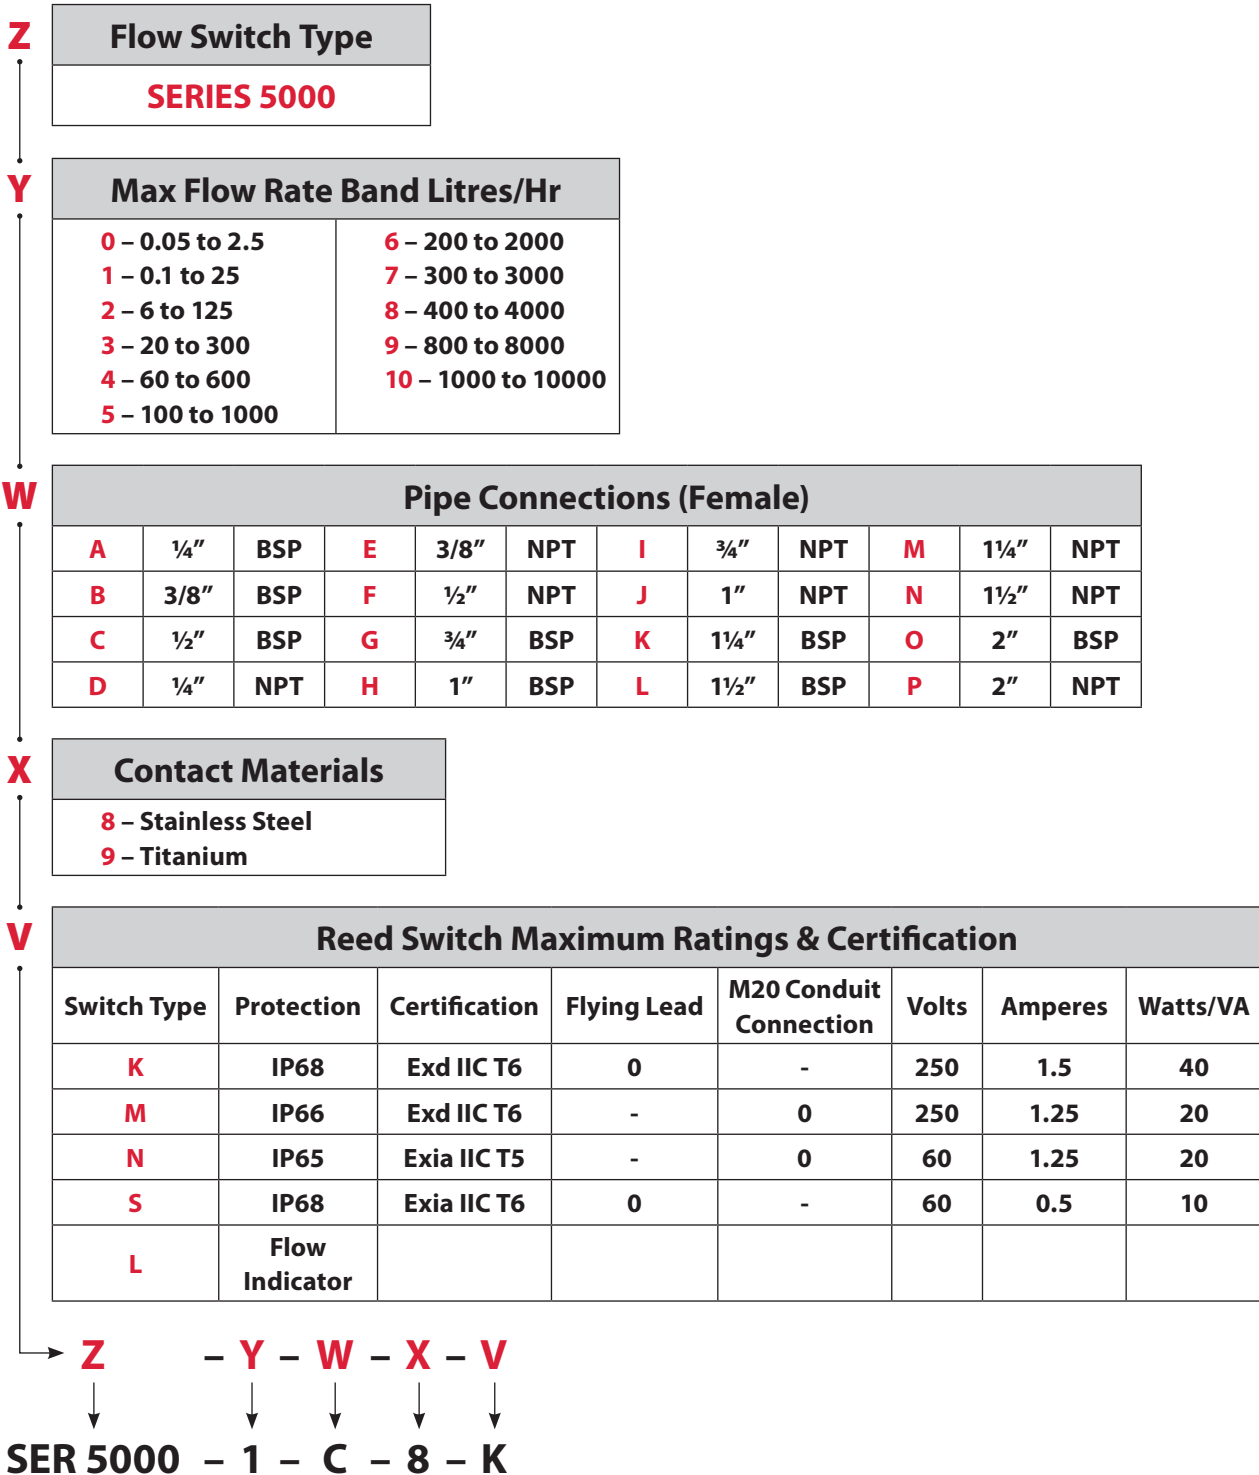 Z
Flow Switch Type
SERIES 5000
Y
Max Flow Rate Band Litres/Hr
0 – 0.05 to 2.5
1 – 0.1 to 25
2 – 6 to 125
3 – 20 to 300
4 – 60 to 600
5 – 100 to 1000
6 – 200 to 2000
7 – 300 to 3000
8 – 400 to 4000
9 – 800 to 8000
10 – 1000 to 10000
W
Pipe Connections (Female)
A ¼” BSP E 3/8” NPT I ¾” NPT M 1¼” NPT
B 3/8” BSP F ½” NPT J 1” NPT N 1½” NPT
C ½” BSP G ¾” BSP K 1¼” BSP O 2” BSP
D ¼” NPT H 1” BSP L 1½” BSP P 2” NPT
X
Contact Materials
8 – Stainless Steel
9 – Titanium
V
Reed Switch Maximum Ratings & Certification
Switch Type Protection Certification Flying Lead M20 Conduit Connection Volts Amperes Watts/VA
K IP68 Exd IIC T6 0 - 250 1.5 40
M IP66 Exd IIC T6 - 0 250 1.25 20
N IP65 Exia IIC T5 - 0 60 1.25 20
S IP68 Exia IIC T6 0 - 60 0.5 10
L Flow Indicator
Z – Y – W – X – V
SER 5000 – 1 – C – 8 – K